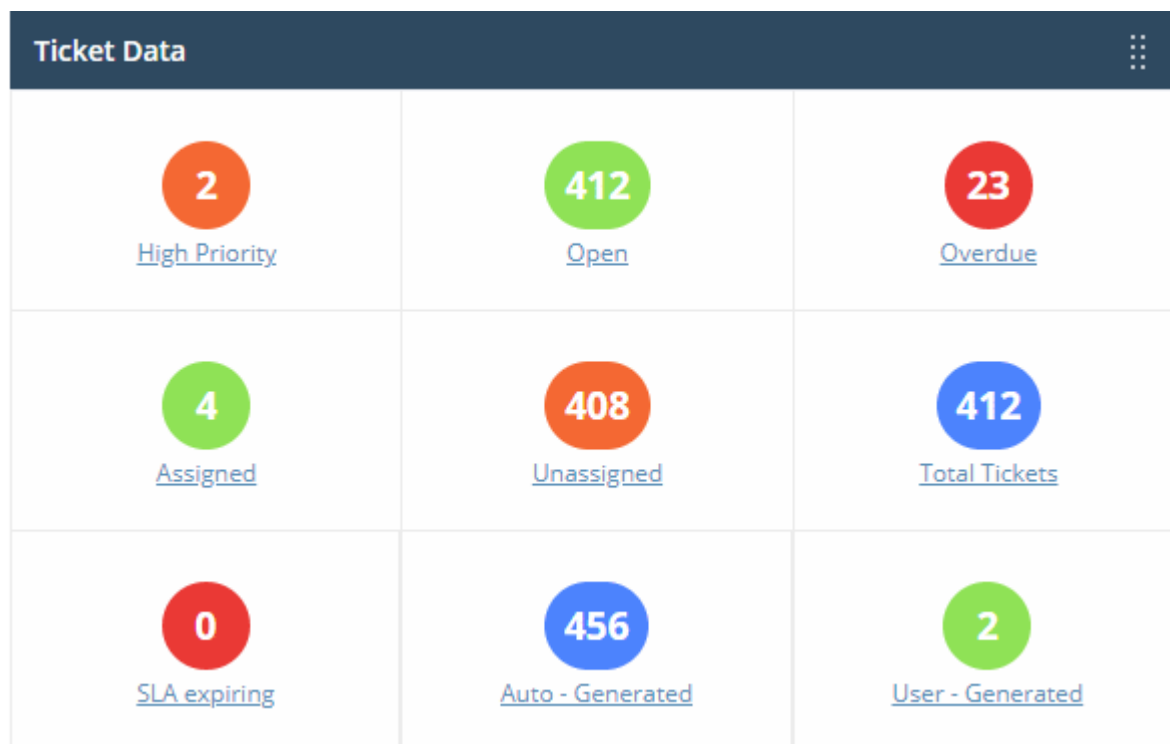 Ticket Data
2
High Priority
412
Open
23
Overdue
4
Assigned
408
Unassigned
412
Total Tickets
0
SLA expiring
456
Auto - Generated
2
User - Generated